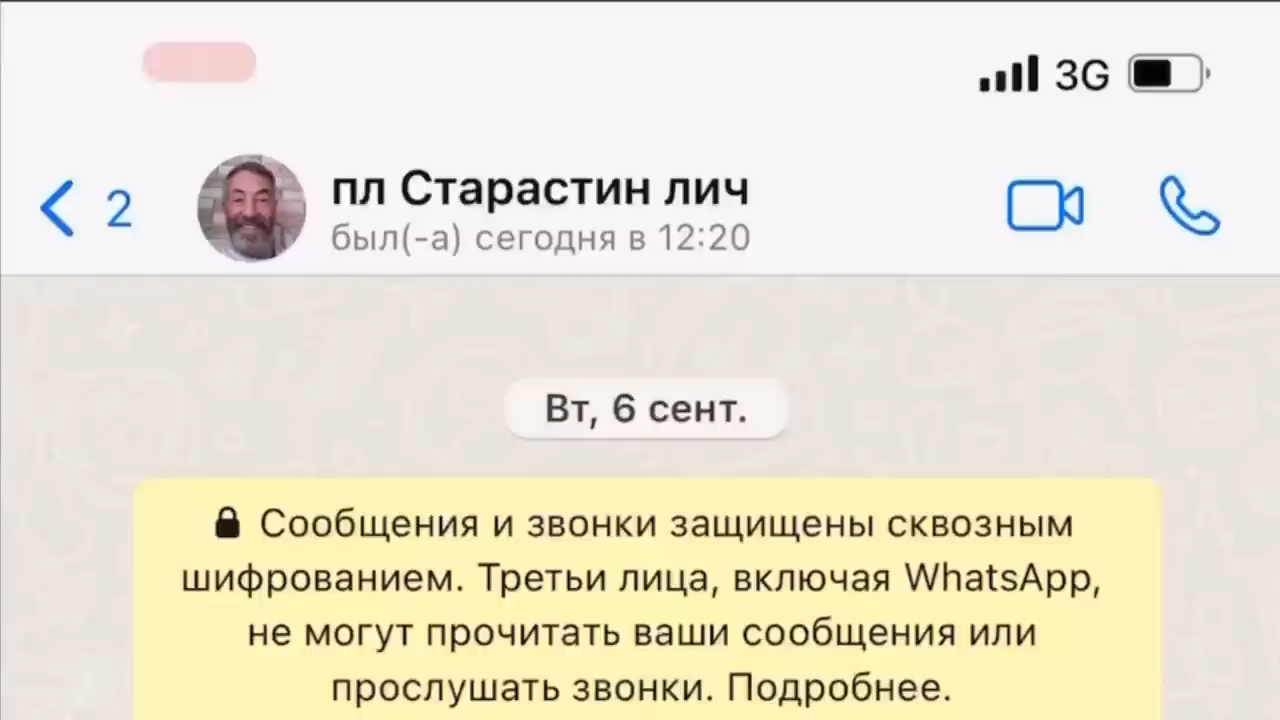 3G
2
пл Старастин лич
был(-а) сегодня в 12:20
Вт, 6 сент.
Сообщения и звонки защищены сквозным
шифрованием. Третьи лица, включая WhatsApp,
не могут прочитать ваши сообщения или
прослушать звонки. Подробнее.